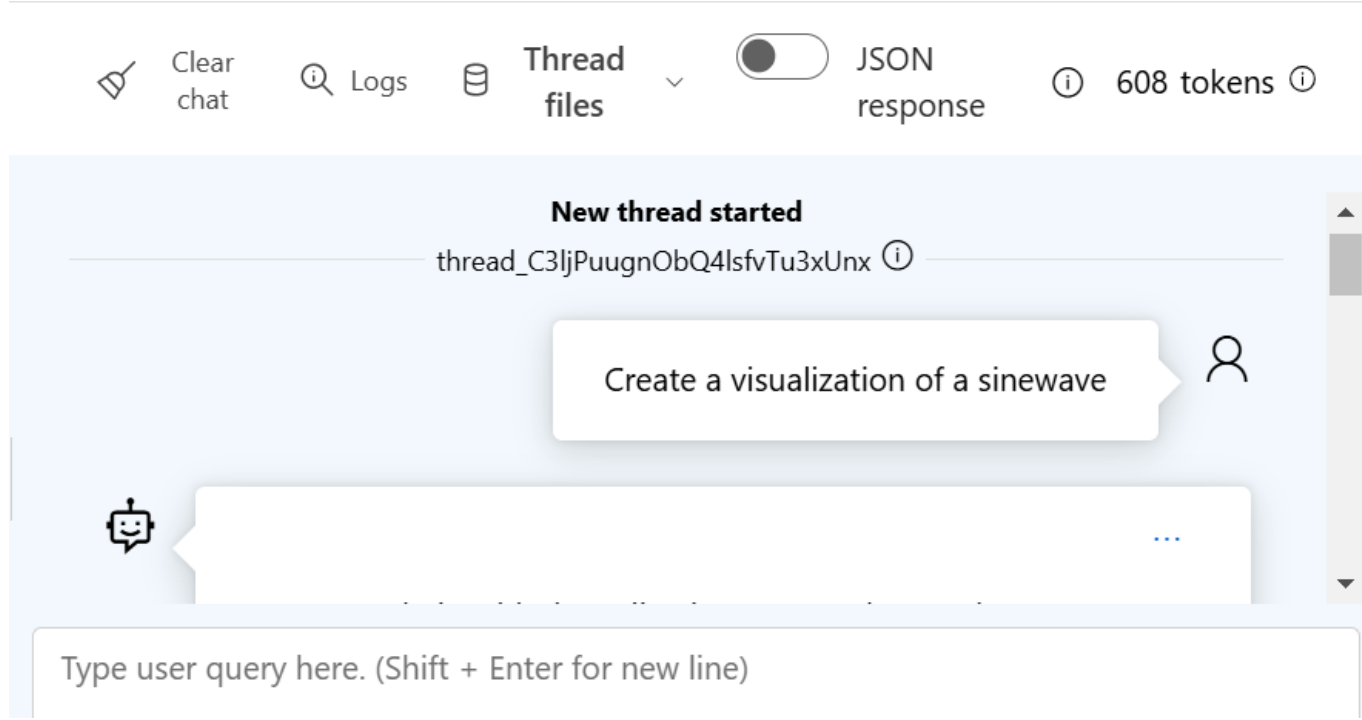 Clear
chat
Logs
Thread
files
JSON
response
608 tokens
New thread started
thread_C3ljPuugnObQ4lsfvTu3xUnx
Create a visualization of a sinewave
...
Type user query here. (Shift + Enter for new line)